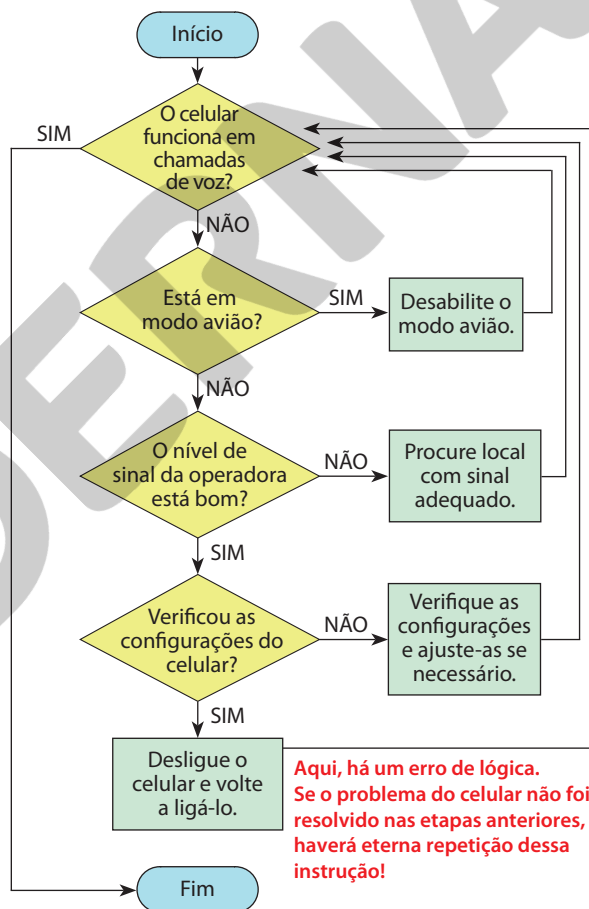 Início
O celular
funciona em
chamadas
de voz?
SIM
NÃO
Está em
modo avião?
SIM
Desabilite o
modo avião.
NÃO
O nível de
sinal da operadora
está bom?
NÃO
Procure local
com sinal
adequado.
SIM
Verificou as
configurações do
celular?
NÃO
Verifique as
configurações
e ajuste-as se
necessário.
SIM
Desligue o
celular e volte
a ligá-lo.
Aqui, há um erro de lógica.
Se o problema do celular não foi
resolvido nas etapas anteriores,
haverá eterna repetição dessa
instrução!
Fim
DERNA